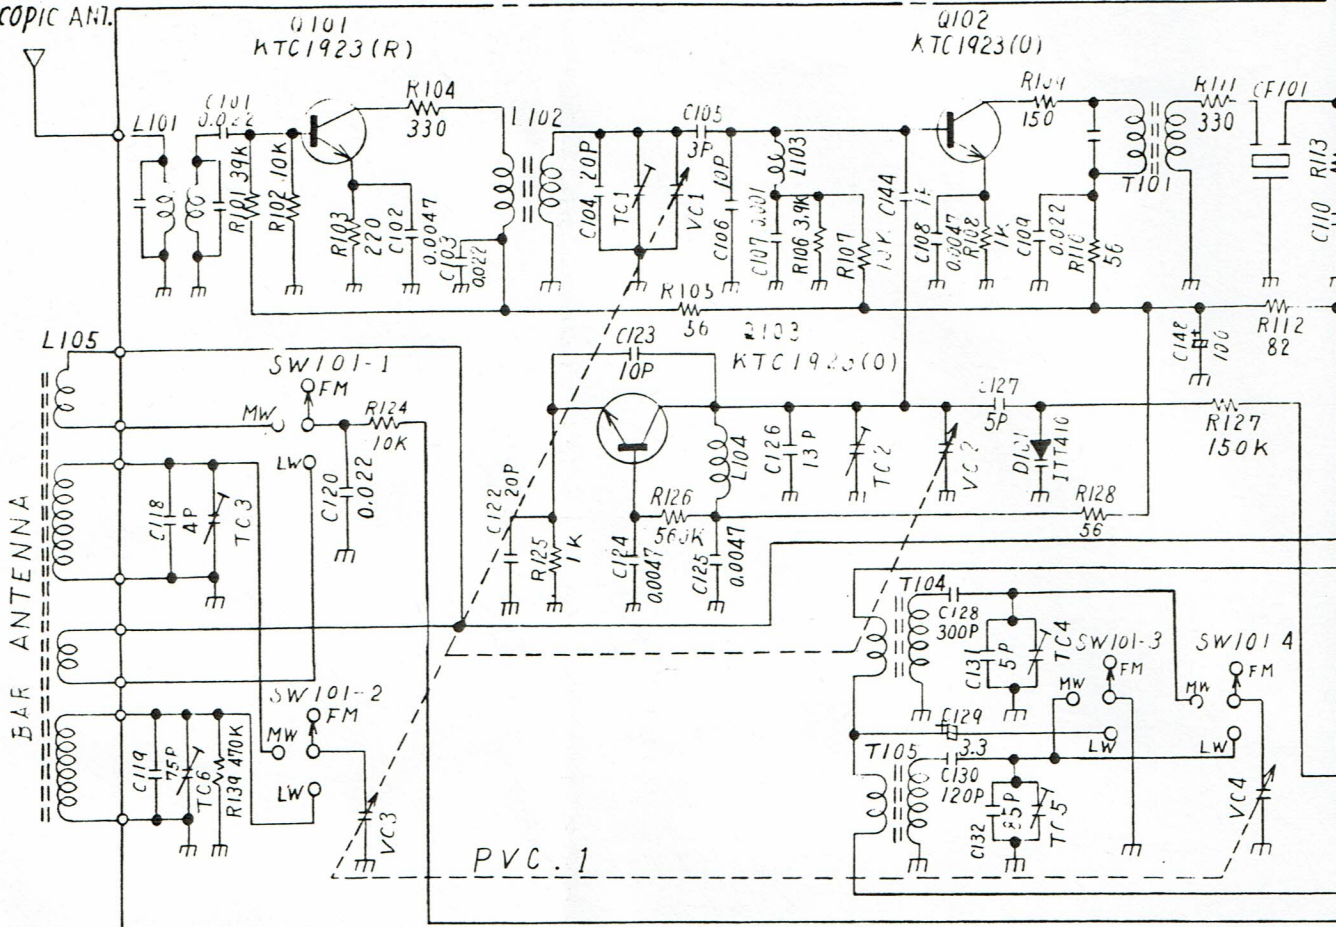 COPIC ANT.
Q101
KTC1923(R)
Q102
KTC1923(O)
L101
C101
0.022
R104
330
L102
C105
3P
L103
R109
150
T101
R111
330
CF101
R113
C110
R101 39K
R102 10K
R103
220
C102
0.0047
C103
0.022
C104 20P
TC1
VC1
C106 10P
C107 0.001
R106 3.9K
R107
C144
C108
0.0047
R108
1K
C109
0.022
R110
56
R105
56
C148
100
R112
82
L105
SW101-1
FM
MW
LW
R124
10K
C120
0.022
C123
10P
KTC1923(O)
C122
20P
R125
1K
C124
0.0047
R126
560K
L104
C125
0.0047
C126
13P
TC2
VC2
C127
5P
D101
ITT410
R127
150K
R128
56
BAR ANTENNA
C118
4P
TC3
SW101-2
FM
MW
LW
C119
75P
TC6
R139 470K
VC3
PVC.1
T104
C128
300P
C131
5P
TC4
SW101-3
FM
MW
LW
SW101-4
FM
MW
LW
C129
3.3
T105
C130
120P
C132
TC5
VC4